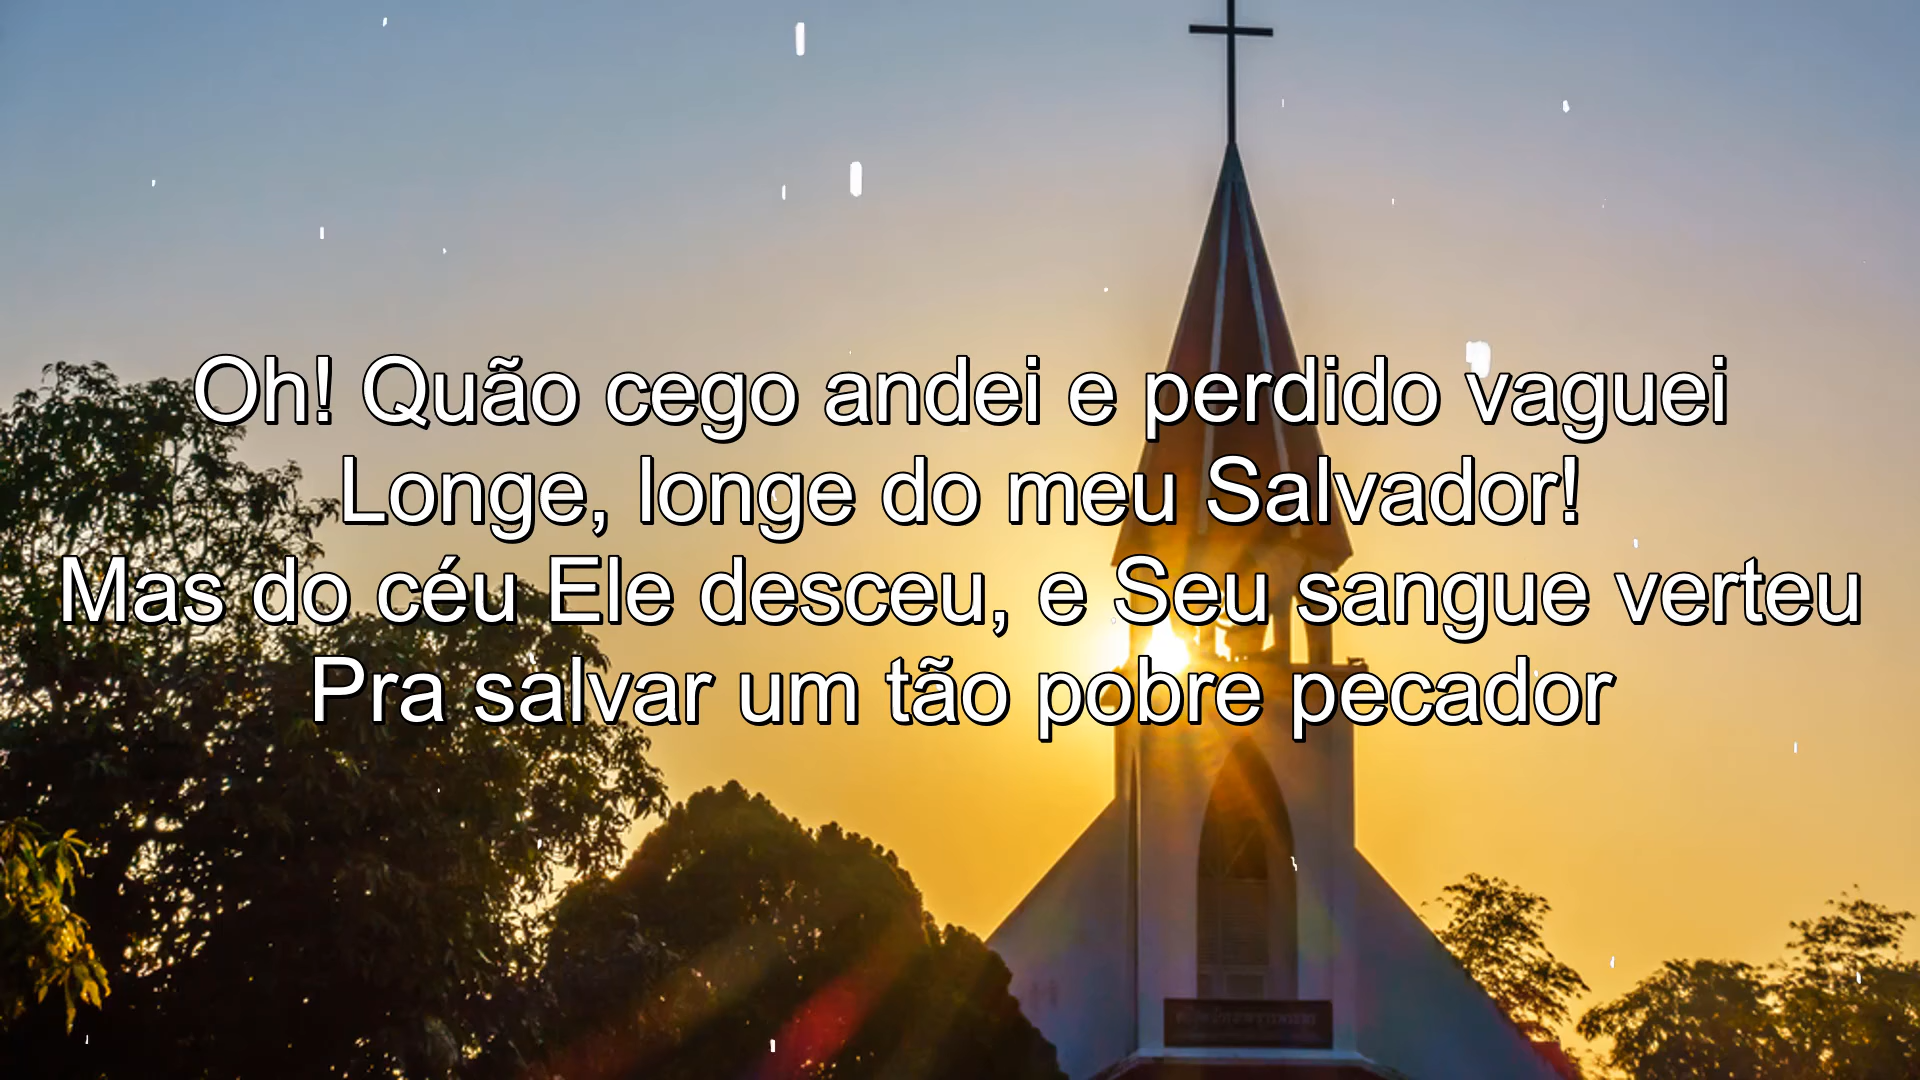 Oh! Quão cego andei e perdido vaguei
Longe, longe do meu Salvador!
Mas do céu Ele desceu, e Seu sangue verteu
Pra salvar um tão pobre pecador